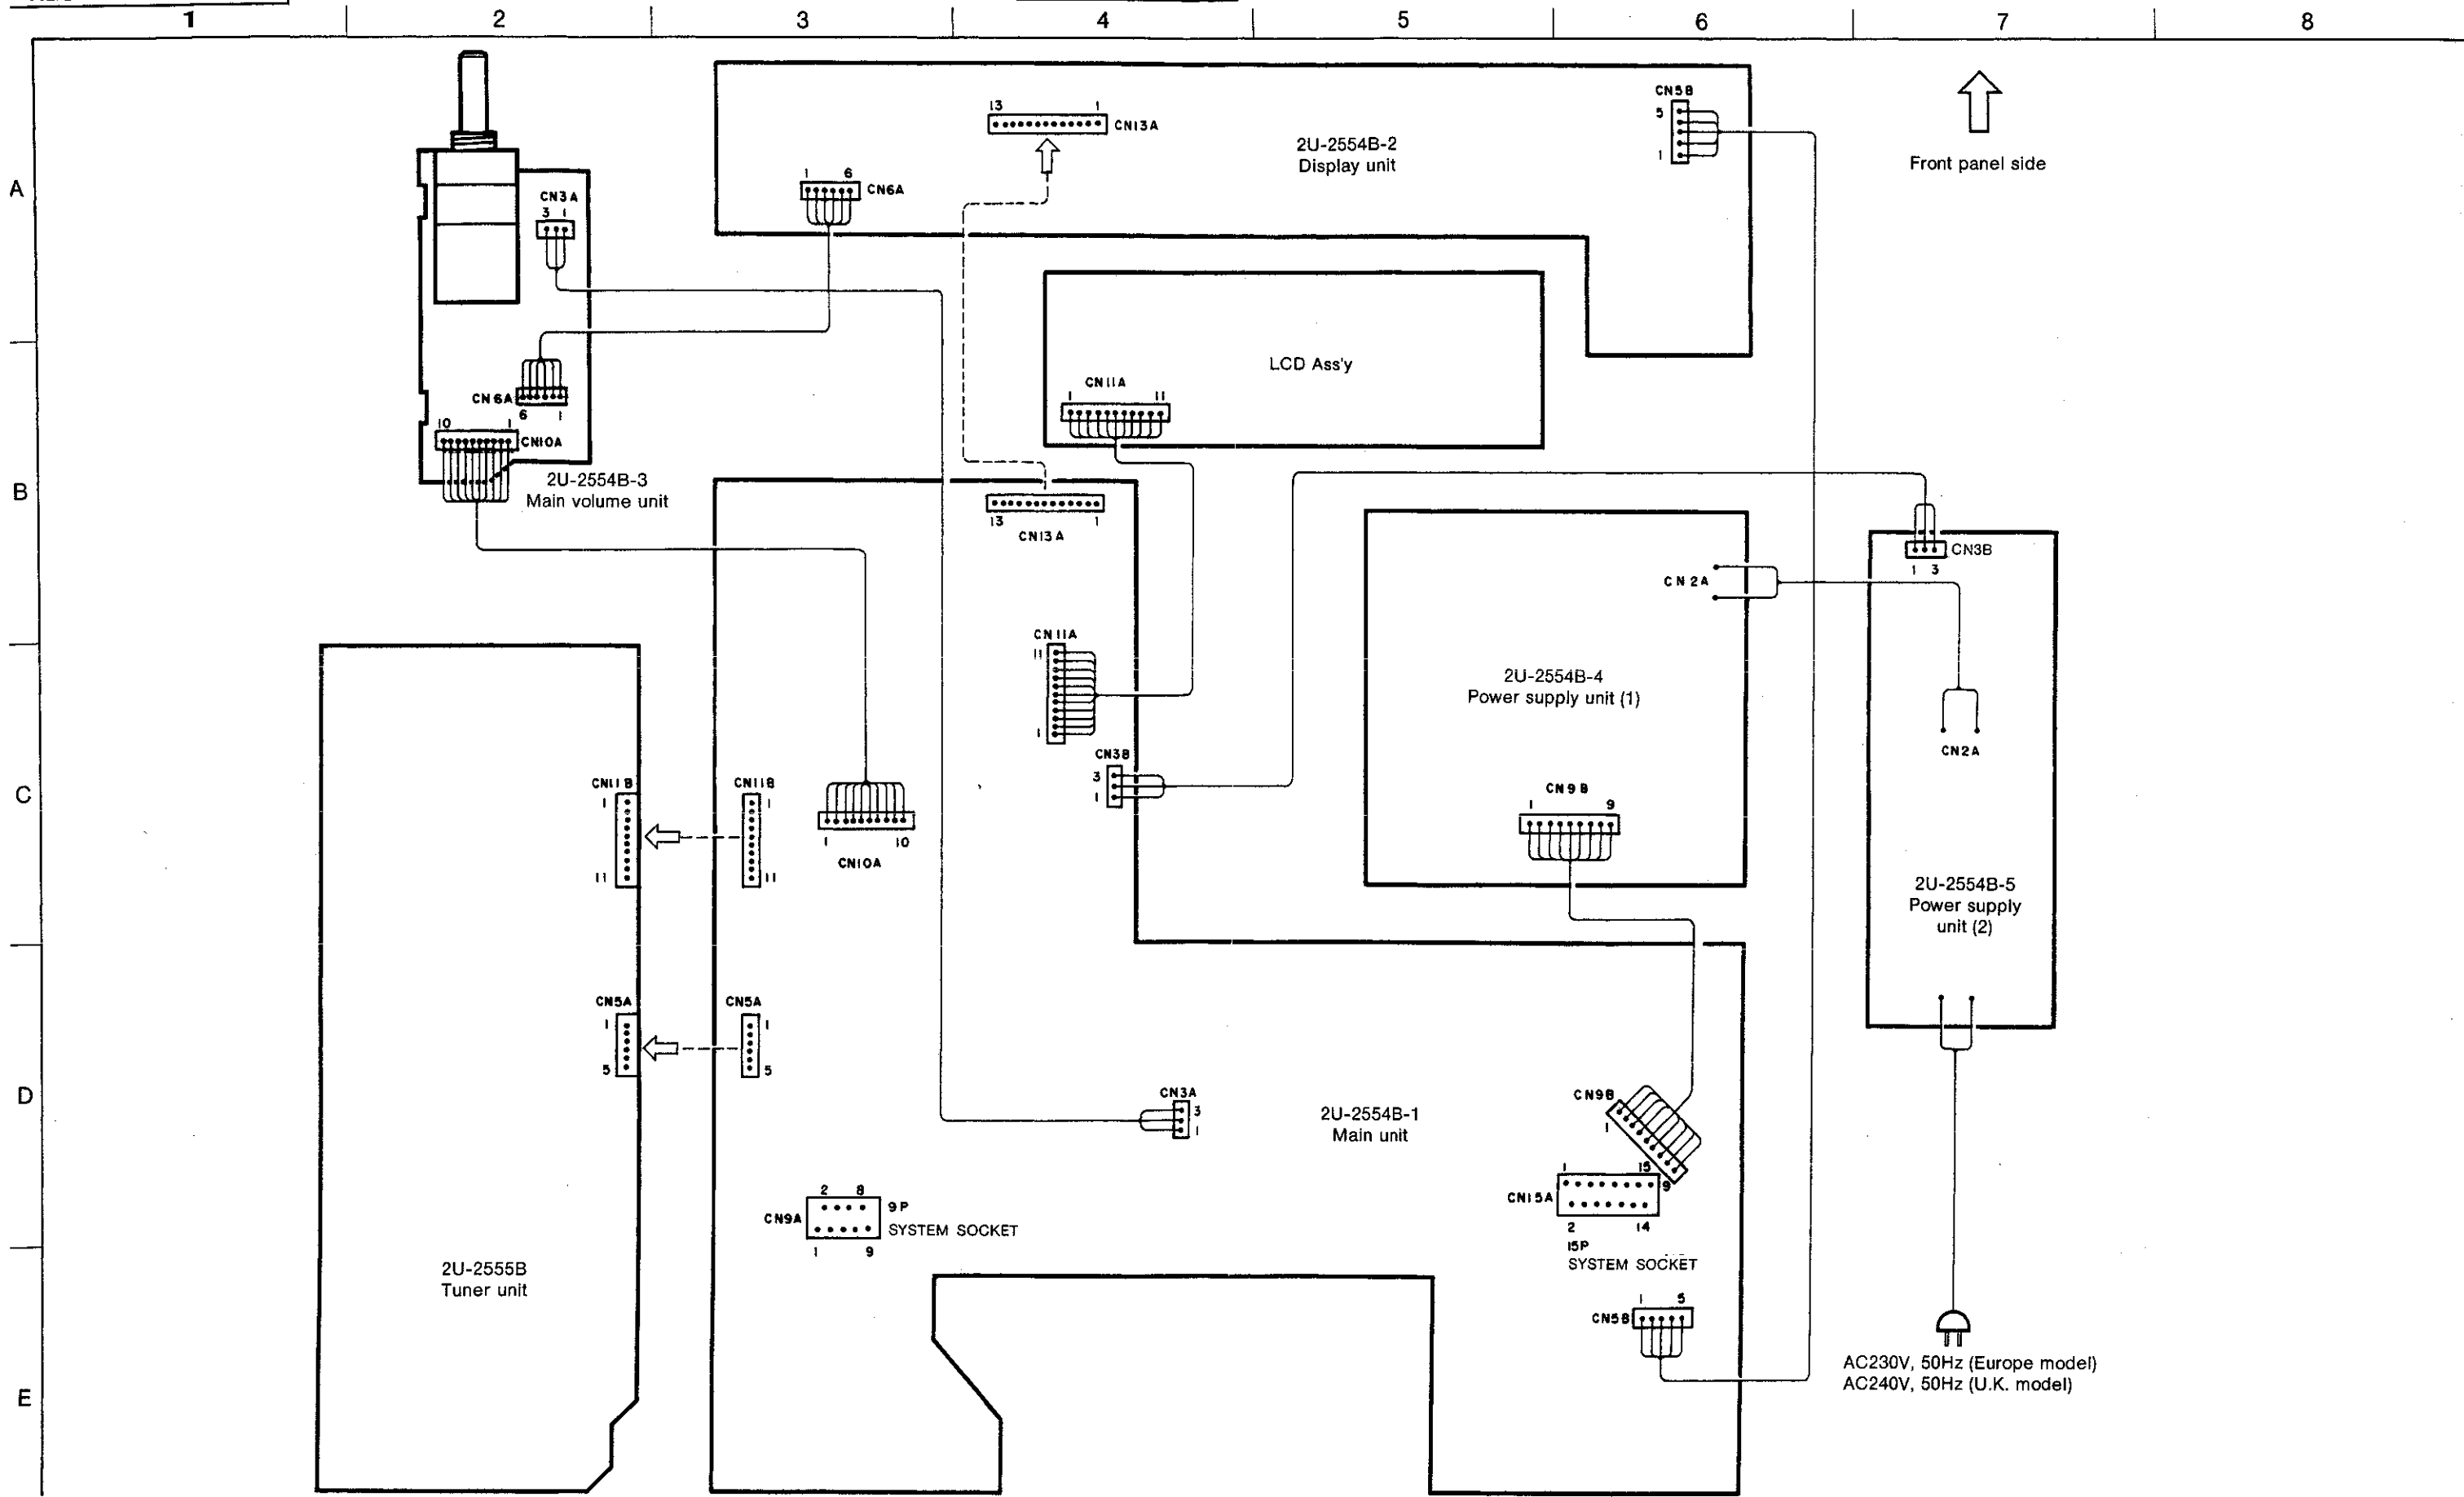 1 2 3 4 5 6 7 8
A
B
C
D
E
CN5B
5
1
13 1
CN13A
2U-2554B-2
Display unit
Front panel side
1 6
CN6A
CN3A
3 1
LCD Ass'y
CN11A
1 11
CN6A
6 1
10 1
CN10A
2U-2554B-3
Main volume unit
13 1
CN13A
CN3B
1 3
CN2A
CN11A
11
1
2U-2554B-4
Power supply unit (1)
CN2A
CN3B
3
1
CN11B
1
11
CN11B
1
11
1 10
CN10A
CN9B
1 9
2U-2554B-5
Power supply
unit (2)
CN5A
1
5
CN5A
1
5
CN3A
3
1
2U-2554B-1
Main unit
CN9B
1
9
1 15
CN15A
2 14
15P
SYSTEM SOCKET
2 8
CN9A
9P
SYSTEM SOCKET
1 9
2U-2555B
Tuner unit
1 5
CN5B
AC230V, 50Hz (Europe model)
AC240V, 50Hz (U.K. model)